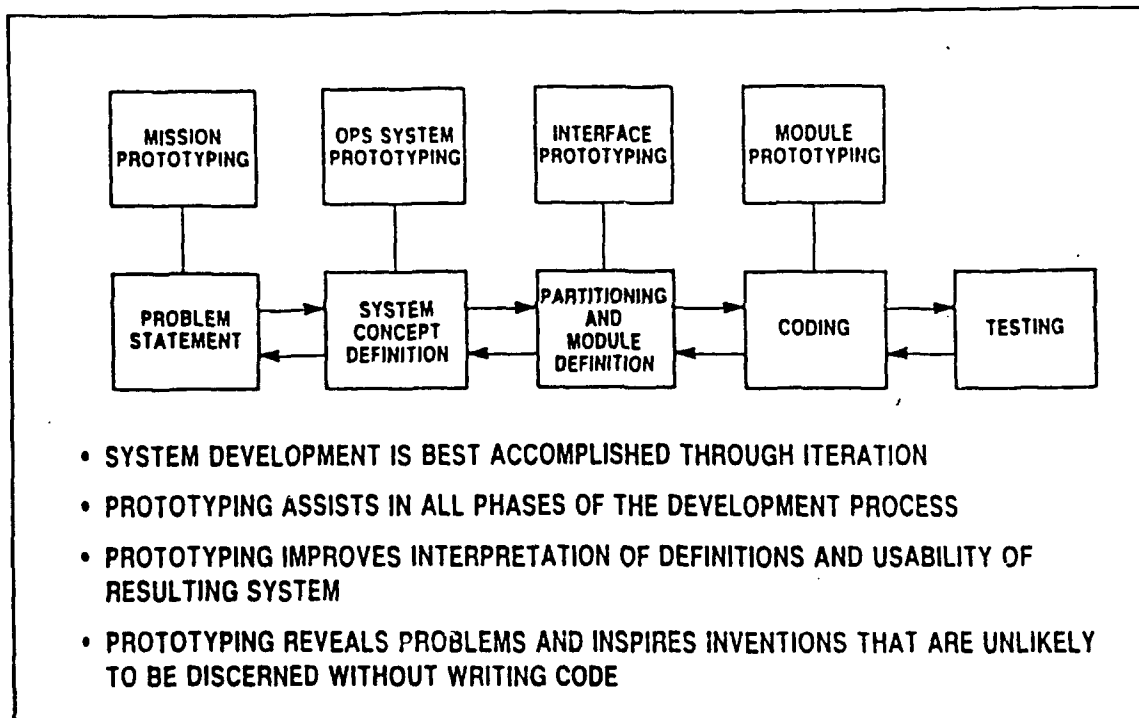 MISSION
PROTOTYPING
OPS SYSTEM
PROTOTYPING
INTERFACE
PROTOTYPING
MODULE
PROTOTYPING
PROBLEM
STATEMENT
SYSTEM
CONCEPT
DEFINITION
PARTITIONING
AND
MODULE
DEFINITION
CODING
TESTING
• SYSTEM DEVELOPMENT IS BEST ACCOMPLISHED THROUGH ITERATION
• PROTOTYPING ASSISTS IN ALL PHASES OF THE DEVELOPMENT PROCESS
• PROTOTYPING IMPROVES INTERPRETATION OF DEFINITIONS AND USABILITY OF
RESULTING SYSTEM
• PROTOTYPING REVEALS PROBLEMS AND INSPIRES INVENTIONS THAT ARE UNLIKELY
TO BE DISCERNED WITHOUT WRITING CODE